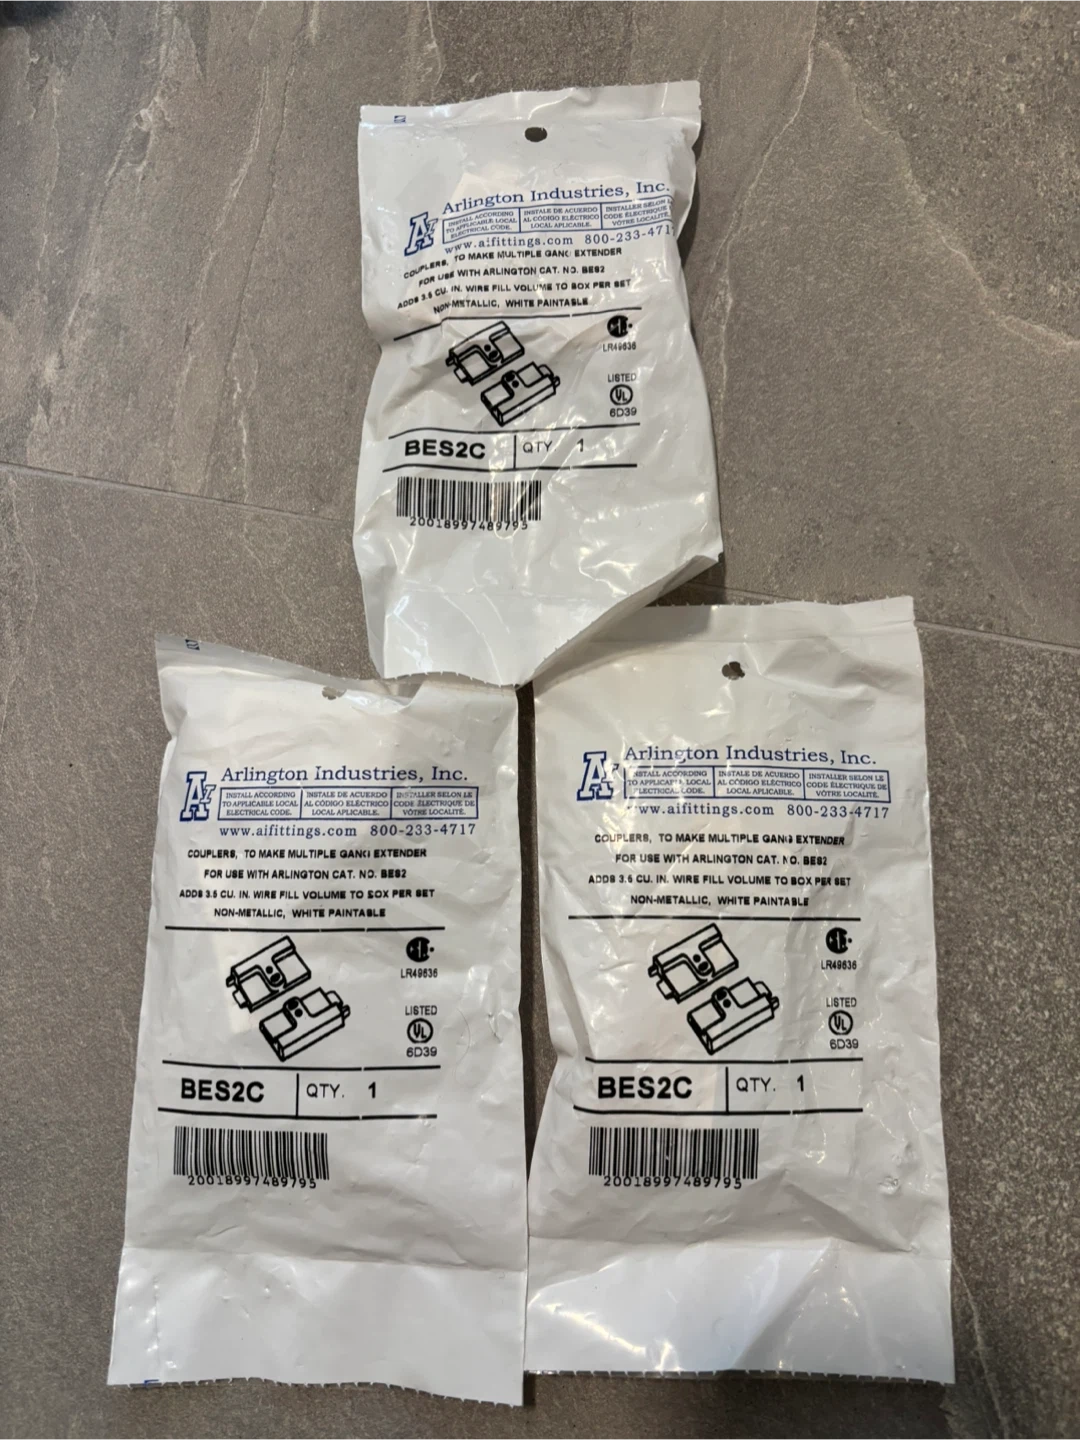 Arlington Industries, Inc.
INSTALL ACCORDING TO APPLICABLE LOCAL ELECTRICAL CODE.
INSTALE DE ACUERDO AL CÓDIGO ELÉCTRICO LOCAL APLICABLE.
INSTALLER SELON CODE ÉLECTRIQUE VÔTRE LOCALITÉ.
www.aifittings.com 800-233-471
COUPLERS, TO MAKE MULTIPLE GANG EXTENDER
FOR USE WITH ARLINGTON CAT. NO. BES2
ADDS 3.5 CU. IN. WIRE FILL VOLUME TO BOX PER SET
NON-METALLIC, WHITE PAINTABLE
LR49636
LISTED
UL
6D39
BES2C QTY. 1
20018997489795
Arlington Industries, Inc.
INSTALL ACCORDING TO APPLICABLE LOCAL ELECTRICAL CODE.
INSTALE DE ACUERDO AL CÓDIGO ELÉCTRICO LOCAL APLICABLE.
INSTALLER SELON LE CODE ÉLECTRIQUE DE VÔTRE LOCALITÉ.
www.aifittings.com 800-233-4717
COUPLERS, TO MAKE MULTIPLE GANG EXTENDER
FOR USE WITH ARLINGTON CAT. NO. BES2
ADDS 3.5 CU. IN. WIRE FILL VOLUME TO BOX PER SET
NON-METALLIC, WHITE PAINTABLE
LR49636
LISTED
UL
6D39
BES2C QTY. 1
20018997489795
Arlington Industries, Inc.
INSTALL ACCORDING TO APPLICABLE LOCAL ELECTRICAL CODE.
INSTALE DE ACUERDO AL CÓDIGO ELÉCTRICO LOCAL APLICABLE.
INSTALLER SELON LE CODE ÉLECTRIQUE DE VÔTRE LOCALITÉ.
www.aifittings.com 800-233-4717
COUPLERS, TO MAKE MULTIPLE GANG EXTENDER
FOR USE WITH ARLINGTON CAT. NO. BES2
ADDS 3.5 CU. IN. WIRE FILL VOLUME TO BOX PER SET
NON-METALLIC, WHITE PAINTABLE
LR49636
LISTED
UL
6D39
BES2C QTY. 1
20018997489795